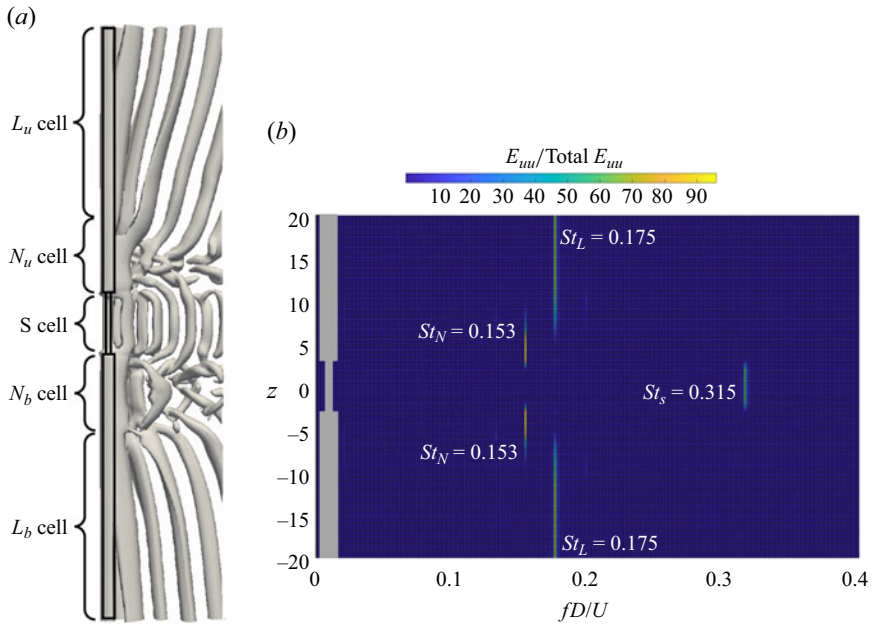 (a)
L_u cell
N_u cell
S cell
N_b cell
L_b cell
(b)
E_uu/Total E_uu
10 20 30 40 50 60 70 80 90
20
15
10
5
0
–5
–10
–15
–20
z
St_L = 0.175
St_N = 0.153
St_s = 0.315
St_N = 0.153
St_L = 0.175
0 0.1 0.2 0.3 0.4
fD/U